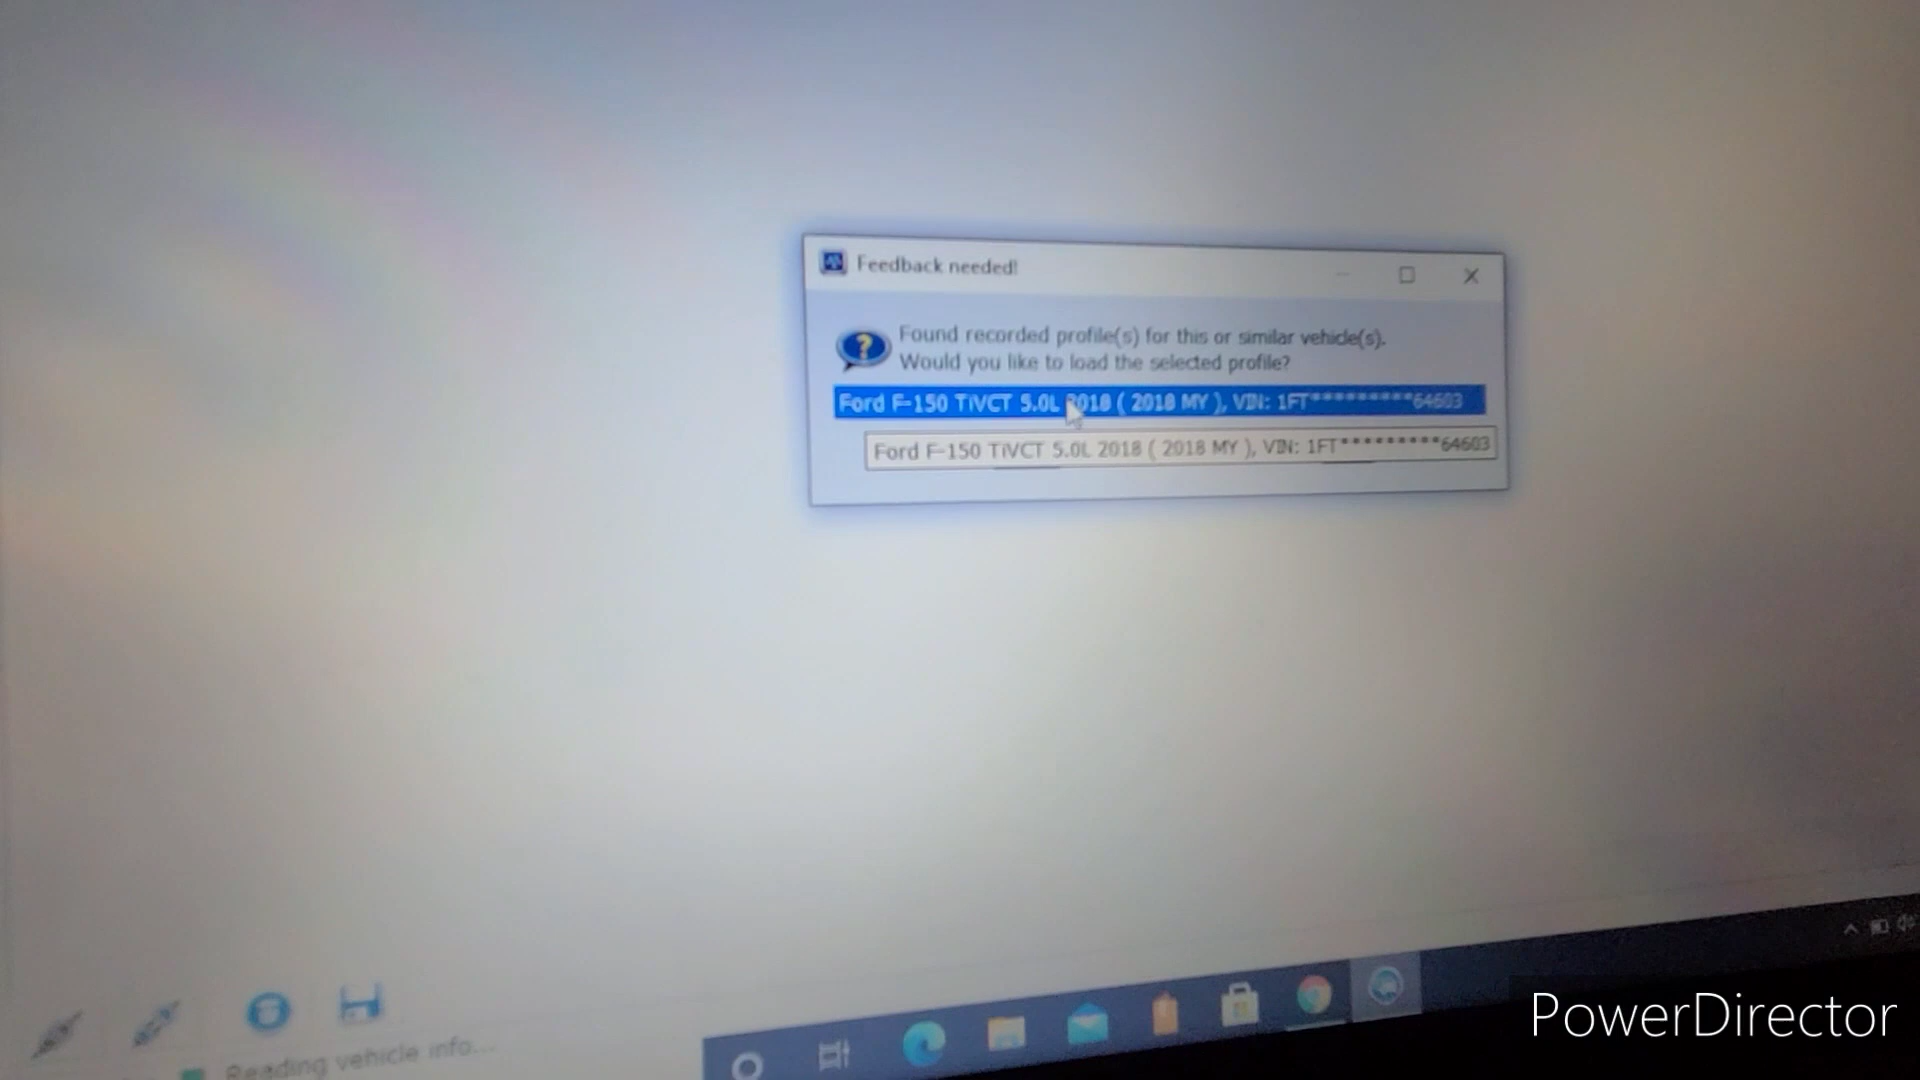 Feedback needed!
Found recorded profile(s) for this or similar vehicle(s).
Would you like to load the selected profile?
Ford F-150 TiVCT 5.0L 2018 ( 2018 MY ), VIN: 1FT*********64603
Ford F-150 TiVCT 5.0L 2018 ( 2018 MY ), VIN: 1FT*********64603
Reading vehicle info...
PowerDirector